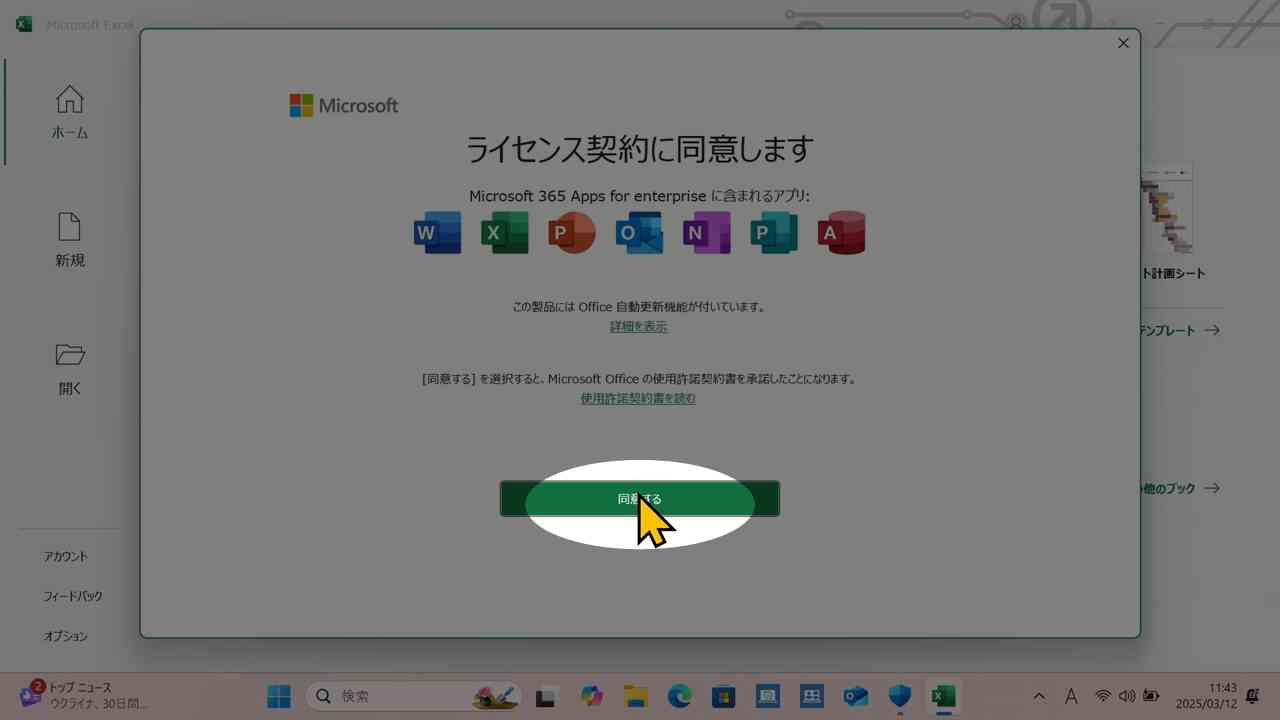 Microsoft Excel
Microsoft
ライセンス契約に同意します
Microsoft 365 Apps for enterprise に含まれるアプリ:
W X P O N P A
この製品には Office 自動更新機能が付いています。
詳細を表示
[同意する] を選択すると、Microsoft Office の使用許諾契約書を承諾したことになります。
使用許諾契約書を読む
同意する
ホーム
新規
開く
アカウント
フィードバック
オプション
ト計画シート
テンプレート
他のブック
2
トップ ニュース
ウクライナ、30日間...
検索
A
11:43
2025/03/12